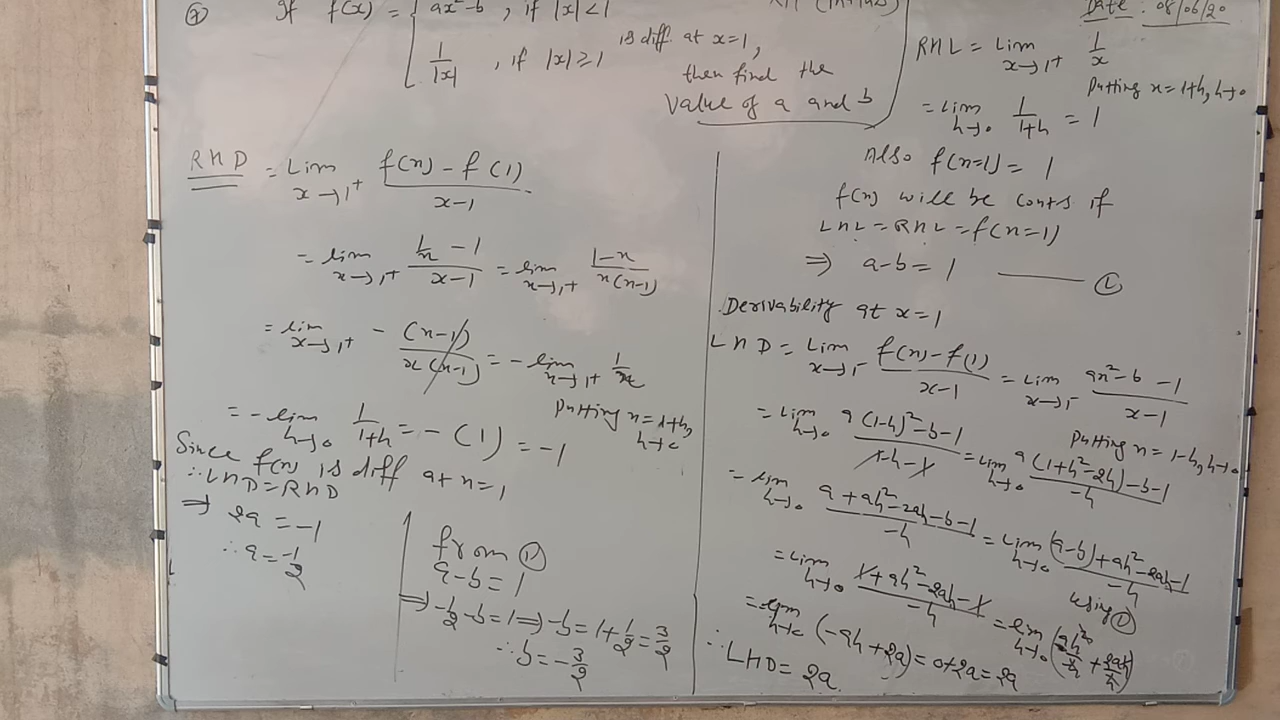 ⑦ If f(x) = { ax²-b , if |x|<1
1/|x| , if |x|≥1
is diff. at x=1,
then find the
value of a and b
Date : 08/06/20
RHL = Lim x→1+ 1/x
Putting x=1+h, h→0
= Lim h→0 1/1+h = 1
Also f(x=1) = 1
f(x) will be conts if
LHL = RHL = f(x=1)
⇒ a-b = 1 —— ①
Derivability at x=1
LHD = Lim x→1- f(x)-f(1)/x-1 = Lim x→1- ax²-b-1/x-1
Putting x=1-h, h→0
= Lim h→0 a(1-h)²-b-1/1-h-1 = Lim h→0 a(1+h²-2h)-b-1/-h
= Lim h→0 a+ah²-2ah-b-1/-h = Lim h→0 (a-b)+ah²-2ah-1/-h
using ①
= Lim h→0 1+ah²-2ah-1/-h = Lim h→0 (ah²/-h + 2ah/h)
= Lim h→0 (-ah+2a) = 0+2a = 2a
∴ LHD = 2a
RHD = Lim x→1+ f(x)-f(1)/x-1
= Lim x→1+ 1/x -1/x-1 = Lim x→1+ 1-x/x(x-1)
= Lim x→1+ -(x-1)/x(x-1) = - Lim x→1+ 1/x
Putting x=1+h, h→0
= - Lim h→0 1/1+h = -(1) = -1
Since f(x) is diff at x=1
∴ LHD = RHD
⇒ 2a = -1
∴ a = -1/2
from ①
a-b = 1
⇒ -1/2 -b = 1 ⇒ -b = 1+1/2 = 3/2
∴ b = -3/2